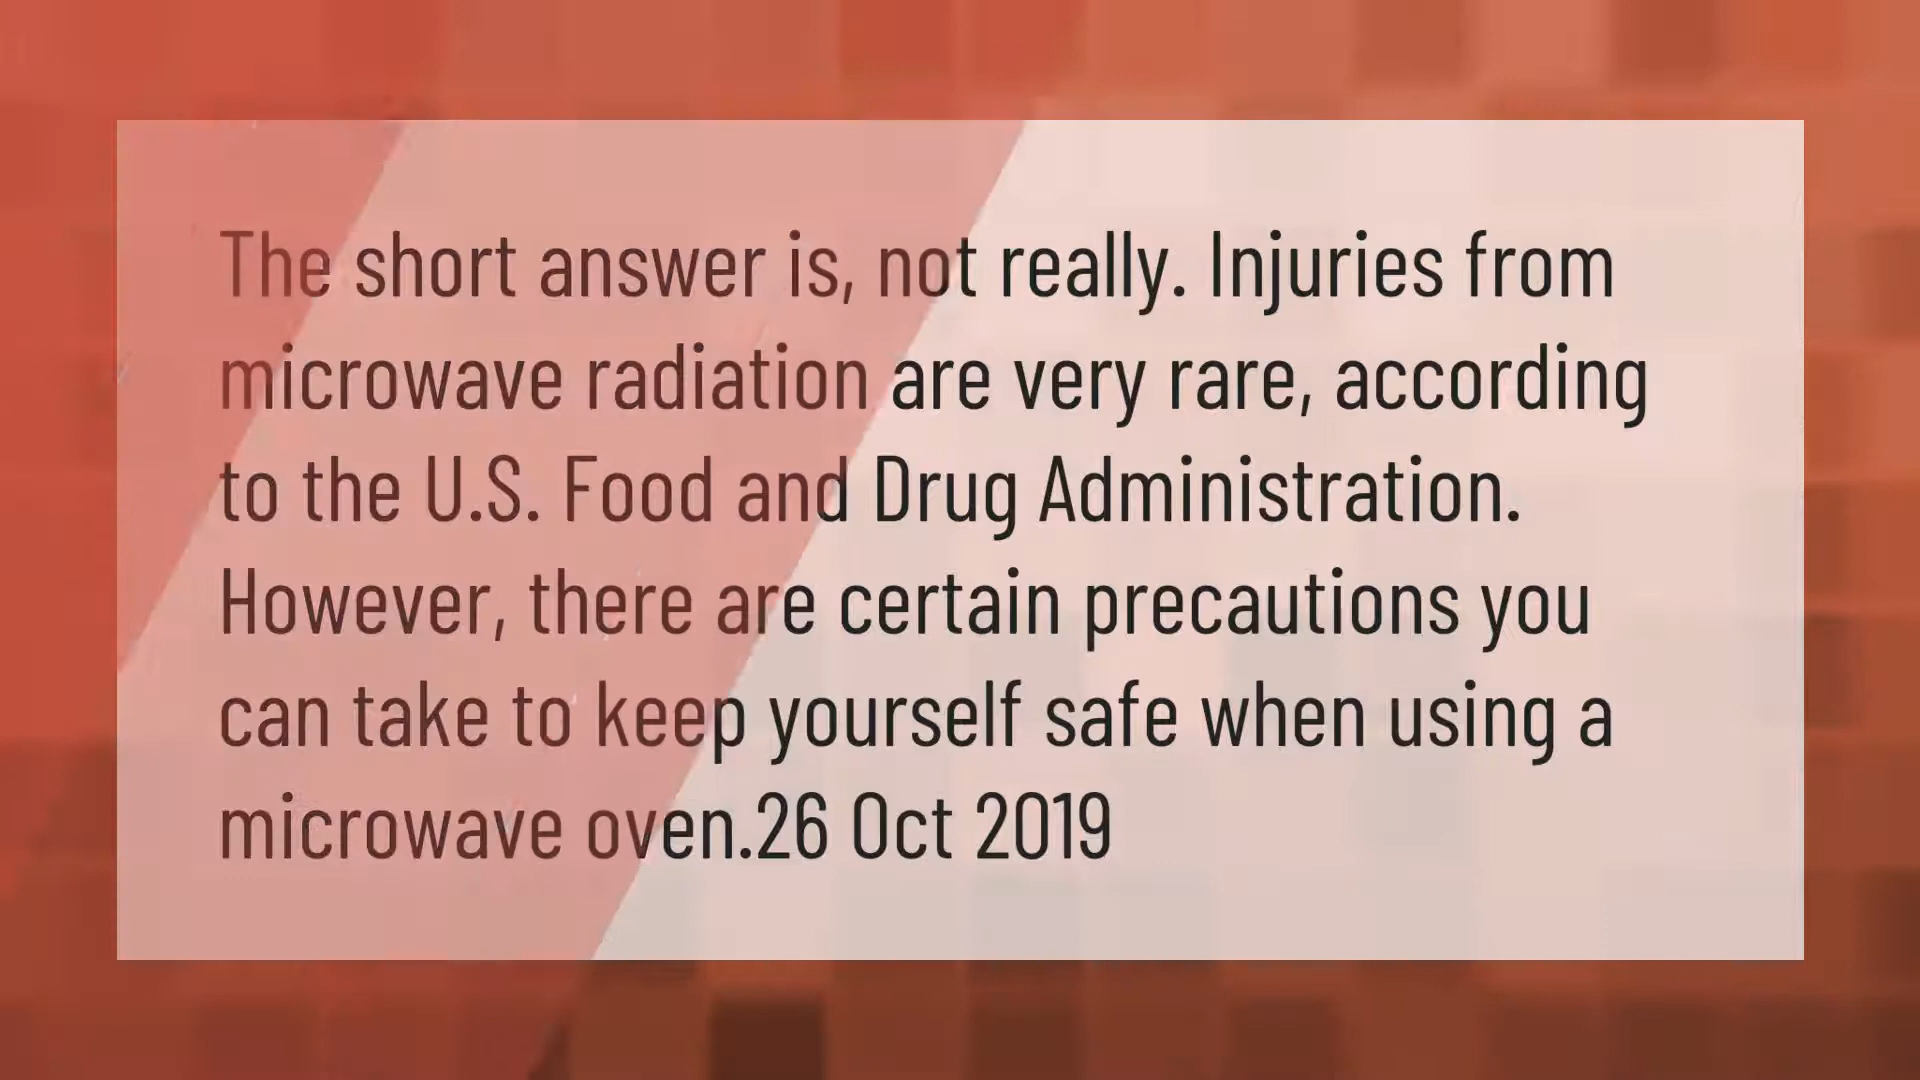 The short answer is, not really. Injuries from
microwave radiation are very rare, according
to the U.S. Food and Drug Administration.
However, there are certain precautions you
can take to keep yourself safe when using a
microwave oven.26 Oct 2019